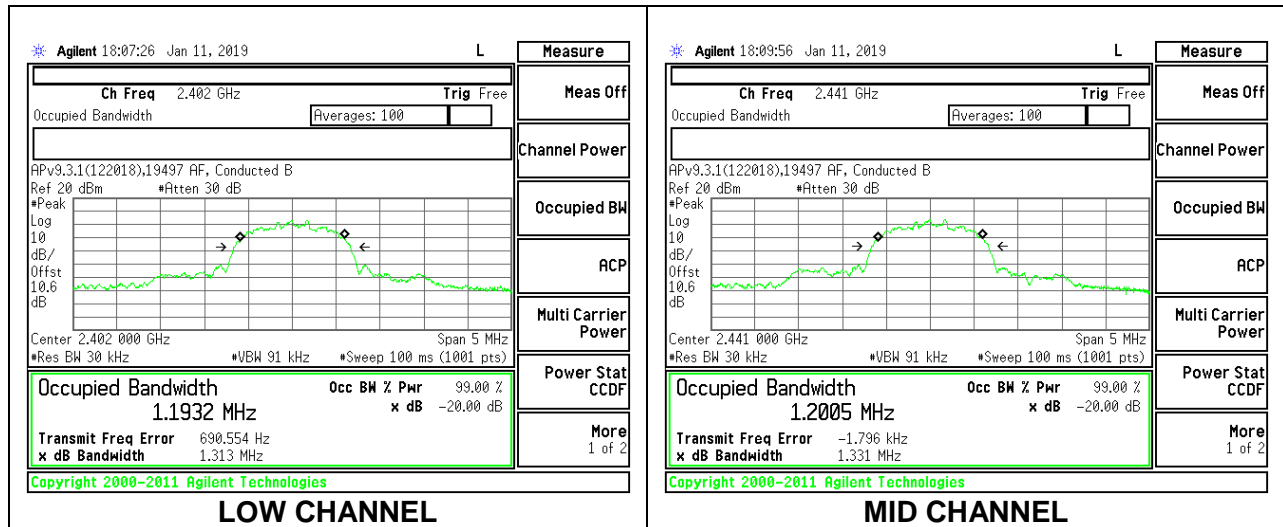 Agilent 18:07:26 Jan 11, 2019 L Measure
Ch Freq 2.402 GHz Trig Free
Occupied Bandwidth Averages: 100
APv9.3.1(122018),19497 AF, Conducted B
Ref 20 dBm #Atten 30 dB
#Peak
Log
10
dB/
Offst
10.6
dB
Center 2.402 000 GHz Span 5 MHz
#Res BW 30 kHz #VBW 91 kHz #Sweep 100 ms (1001 pts)
Occupied Bandwidth Occ BW % Pwr 99.00 %
1.1932 MHz x dB -20.00 dB
Transmit Freq Error 690.554 Hz
x dB Bandwidth 1.313 MHz
Copyright 2000-2011 Agilent Technologies
Meas Off
Channel Power
Occupied BW
ACP
Multi Carrier
Power
Power Stat
CCDF
More
1 of 2
LOW CHANNEL
Agilent 18:09:56 Jan 11, 2019 L Measure
Ch Freq 2.441 GHz Trig Free
Occupied Bandwidth Averages: 100
APv9.3.1(122018),19497 AF, Conducted B
Ref 20 dBm #Atten 30 dB
#Peak
Log
10
dB/
Offst
10.6
dB
Center 2.441 000 GHz Span 5 MHz
#Res BW 30 kHz #VBW 91 kHz #Sweep 100 ms (1001 pts)
Occupied Bandwidth Occ BW % Pwr 99.00 %
1.2005 MHz x dB -20.00 dB
Transmit Freq Error -1.796 kHz
x dB Bandwidth 1.331 MHz
Copyright 2000-2011 Agilent Technologies
Meas Off
Channel Power
Occupied BW
ACP
Multi Carrier
Power
Power Stat
CCDF
More
1 of 2
MID CHANNEL